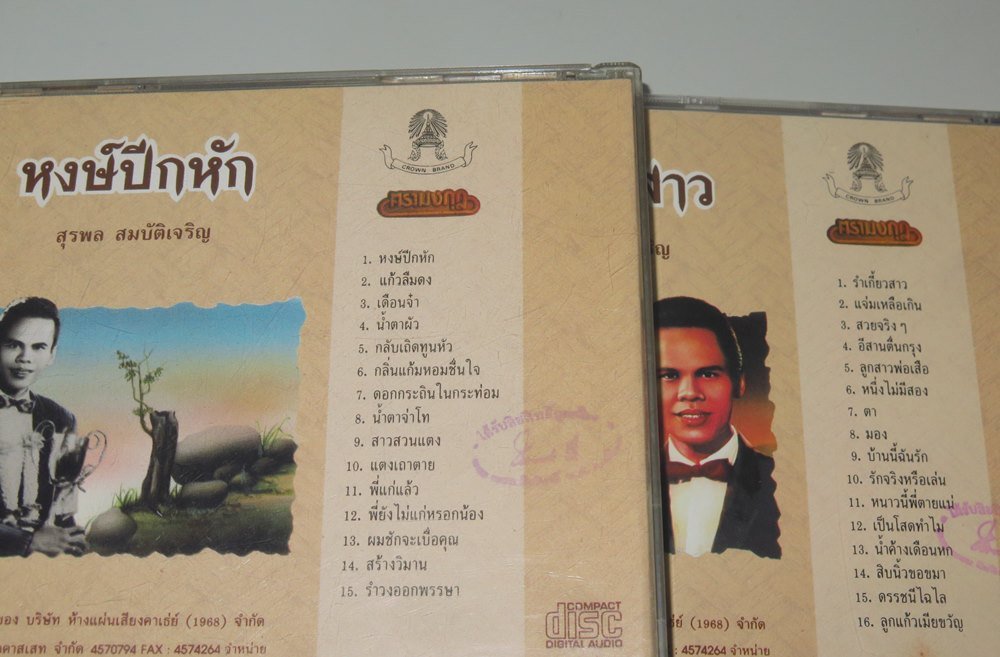 หงษ์ปีกหัก
สุรพล สมบัติเจริญ
CROWN BRAND
ตรามงกุฎ
1. หงษ์ปีกหัก
2. แก้วลืมดง
3. เดือนจ๋า
4. น้ำตาผัว
5. กลับเถิดทูนหัว
6. กลิ่นแก้มหอมชื่นใจ
7. ดอกกระถินในกระท่อม
8. น้ำตาจ่าโท
9. สาวสวนแตง
10. แตงเถาตาย
11. พี่แก่แล้ว
12. พี่ยังไม่แก่หรอกน้อง
13. ผมชักจะเบื่อคุณ
14. สร้างวิมาน
15. รำวงออกพรรษา
COMPACT
disc
DIGITAL AUDIO
ของ บริษัท ห้างแผ่นเสียงคาเธ่ย์ (1968) จำกัด
คาสเสท จำกัด 4570794 FAX : 4574264 จำหน่าย
CROWN BRAND
ตรามงกุฎ
1. รำเกี้ยวสาว
2. แจ่มเหลือเกิน
3. สวยจริง ๆ
4. อีสานตื่นกรุง
5. ลูกสาวพ่อเสือ
6. หนึ่งไม่มีสอง
7. ตา
8. มอง
9. บ้านนี้ฉันรัก
10. รักจริงหรือเล่น
11. หนาวนี้พี่ตายแน่
12. เป็นโสดทำไม
13. น้ำค้างเดือนหก
14. สิบนิ้วขอขมา
15. ดรรชนีไฉไล
16. ลูกแก้วเมียขวัญ
(1968) จำกัด
: 4574264 จำหน่าย